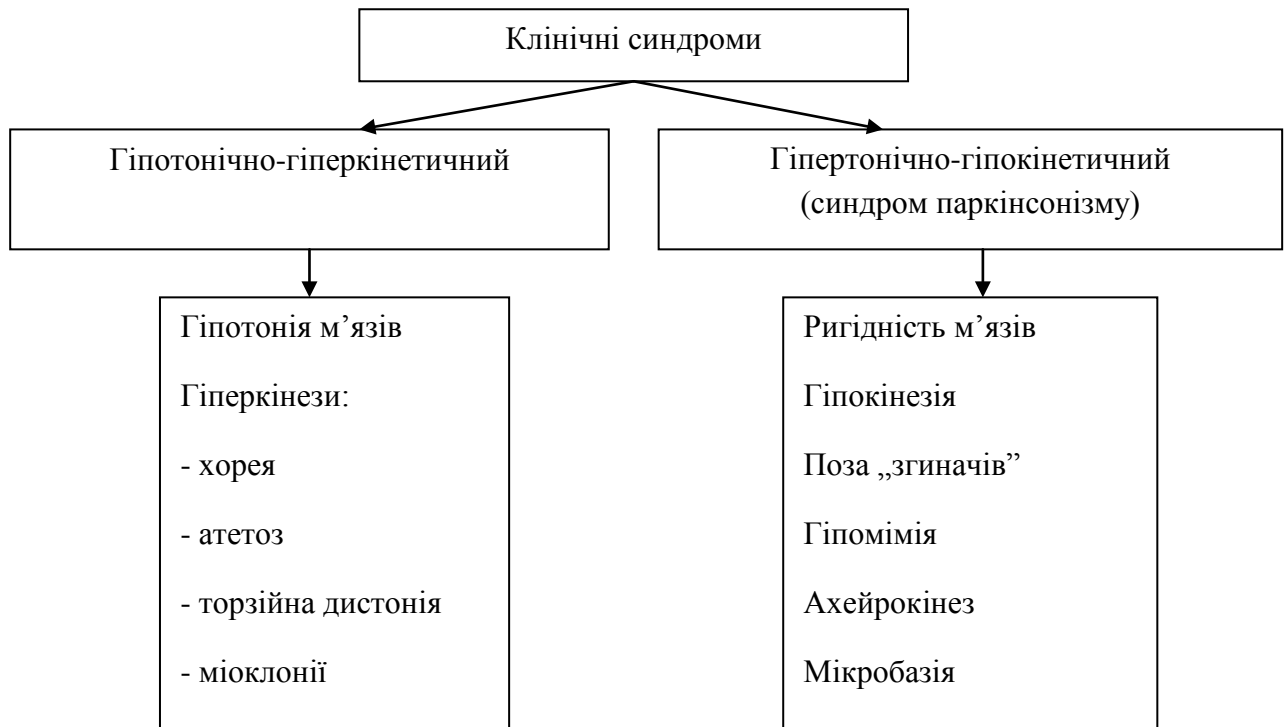 Клінічні синдроми
Гіпотонічно-гіперкінетичний
Гіпертонічно-гіпокінетичний
(синдром паркінсонізму)
Гіпотонія м’язів
Гіперкінези:
- хорея
- атетоз
- торзійна дистонія
- міоклонії
Ригідність м’язів
Гіпокінезія
Поза „згиначів”
Гіпомімія
Ахейрокінез
Мікробазія